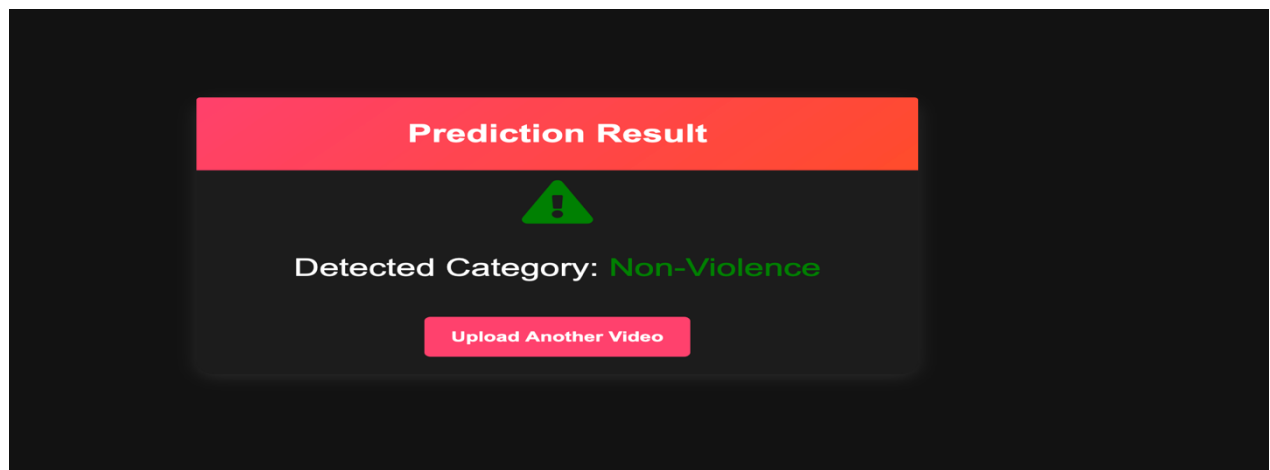 Prediction Result
Detected Category: Non-Violence
Upload Another Video